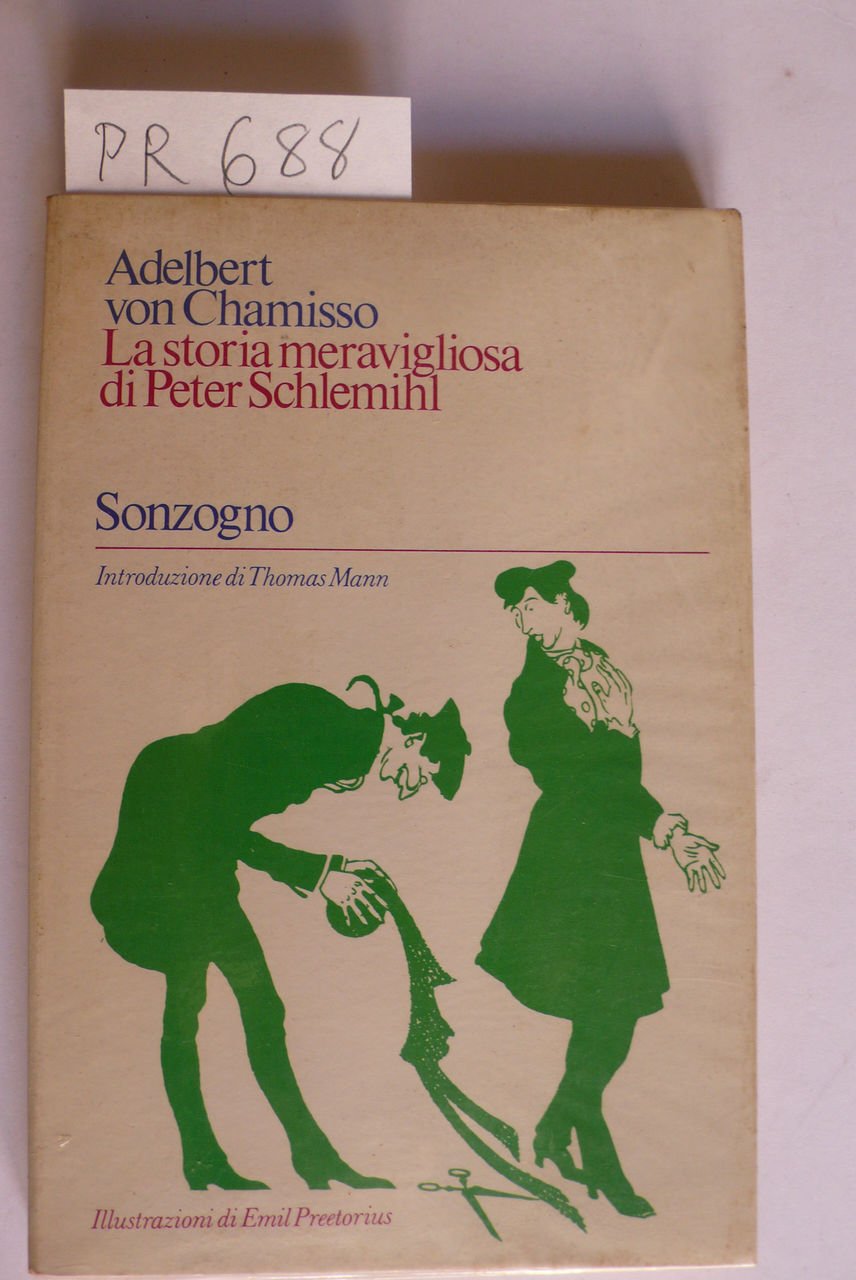 PR 688
Adelbert
von Chamisso
La storia meravigliosa
di Peter Schlemihl
Sonzogno
Introduzione di Thomas Mann
Illustrazioni di Emil Preetorius